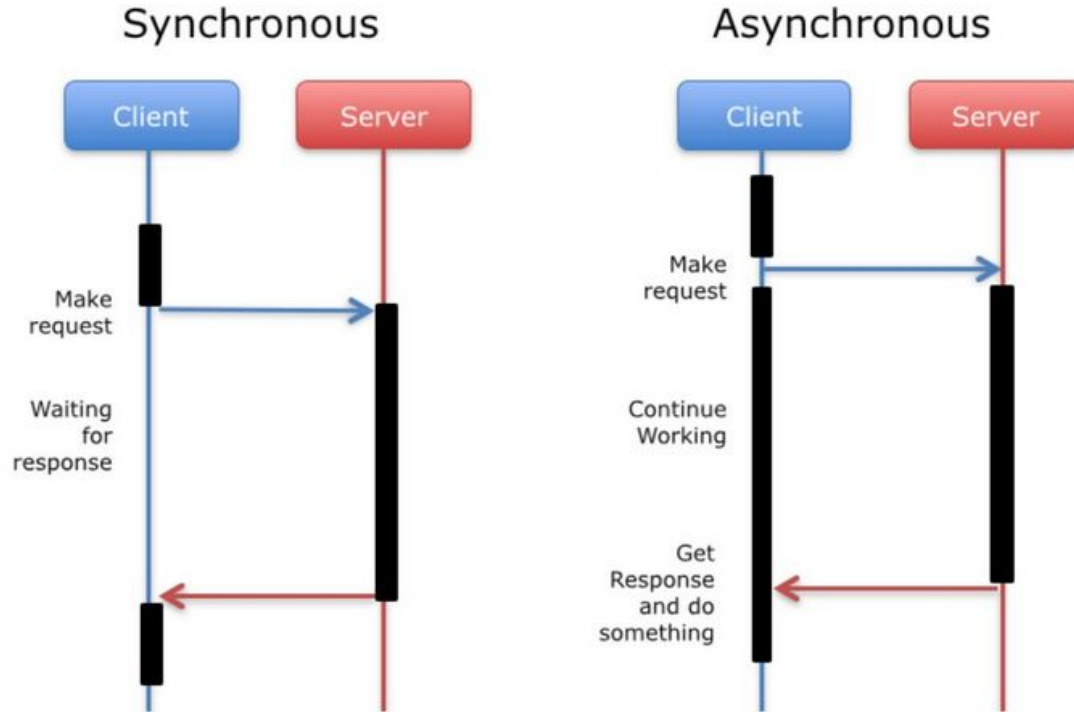 Synchronous
Client
Server
Make
request
Waiting
for
response
Asynchronous
Client
Server
Make
request
Continue
Working
Get
Response
and do
something